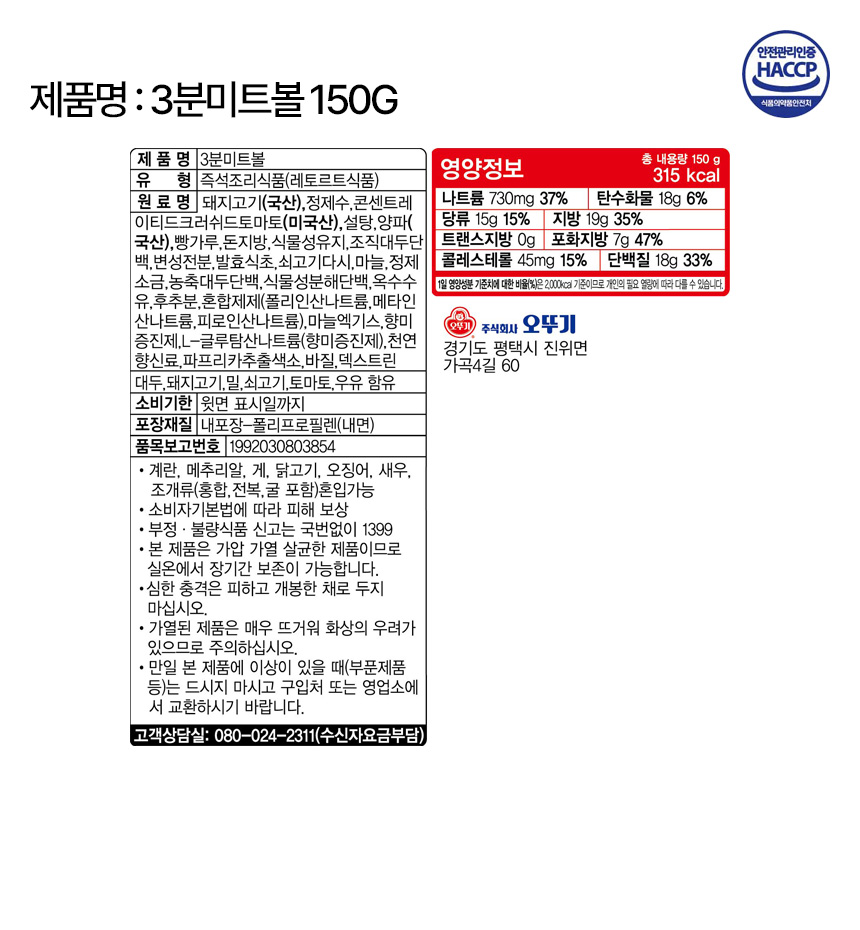 안전관리인증
HACCP
식품의약품안전처
제품명 : 3분미트볼 150G
제 품 명 3분미트볼
유 형 즉석조리식품(레토르트식품)
원 료 명 돼지고기(국산),정제수,콘센트레
이티드크러쉬드토마토(미국산),설탕,양파(
국산),빵가루,돈지방,식물성유지,조직대두단
백,변성전분,발효식초,쇠고기다시,마늘,정제
소금,농축대두단백,식물성분해단백,옥수수
유,후추분,혼합제제(폴리인산나트륨,메타인
산나트륨,피로인산나트륨),마늘엑기스,향미
증진제,L-글루탐산나트륨(향미증진제),천연
향신료,파프리카추출색소,바질,덱스트린
대두,돼지고기,밀,쇠고기,토마토,우유 함유
소비기한 윗면 표시일까지
포장재질 내포장-폴리프로필렌(내면)
품목보고번호 1992030803854
• 계란, 메추리알, 게, 닭고기, 오징어, 새우,
조개류(홍합,전복,굴 포함)혼입가능
• 소비자기본법에 따라 피해 보상
• 부정 · 불량식품 신고는 국번없이 1399
• 본 제품은 가압 가열 살균한 제품이므로
실온에서 장기간 보존이 가능합니다.
• 심한 충격은 피하고 개봉한 채로 두지
마십시오.
• 가열된 제품은 매우 뜨거워 화상의 우려가
있으므로 주의하십시오.
• 만일 본 제품에 이상이 있을 때(부푼제품
등)는 드시지 마시고 구입처 또는 영업소에
서 교환하시기 바랍니다.
고객상담실: 080-024-2311(수신자요금부담)
영양정보
총 내용량 150 g
315 kcal
나트륨 730mg 37% 탄수화물 18g 6%
당류 15g 15% 지방 19g 35%
트랜스지방 0g 포화지방 7g 47%
콜레스테롤 45mg 15% 단백질 18g 33%
1일 영양성분 기준치에 대한 비율(%)은 2,000kcal 기준이므로 개인의 필요 열량에 따라 다를 수 있습니다.
오뚜기 주식회사 오뚜기
경기도 평택시 진위면
가곡4길 60